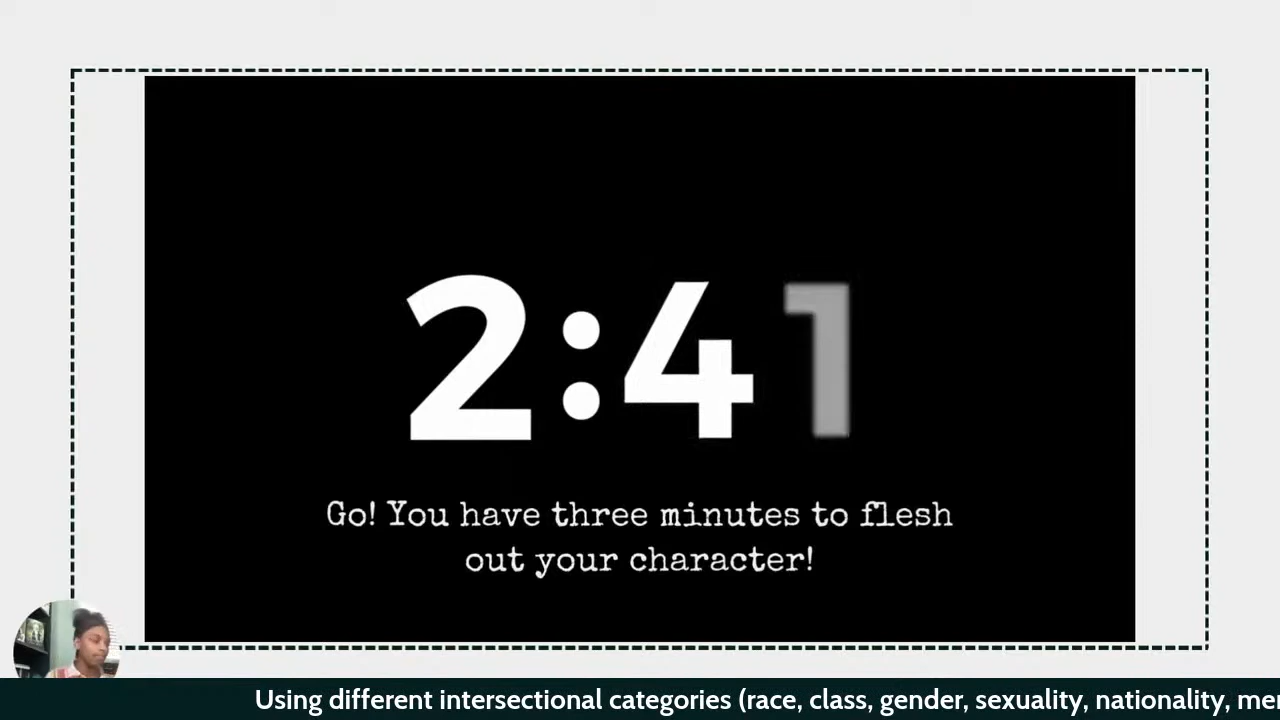 2:41
Go! You have three minutes to flesh
out your character!
Using different intersectional categories (race, class, gender, sexuality, nationality,